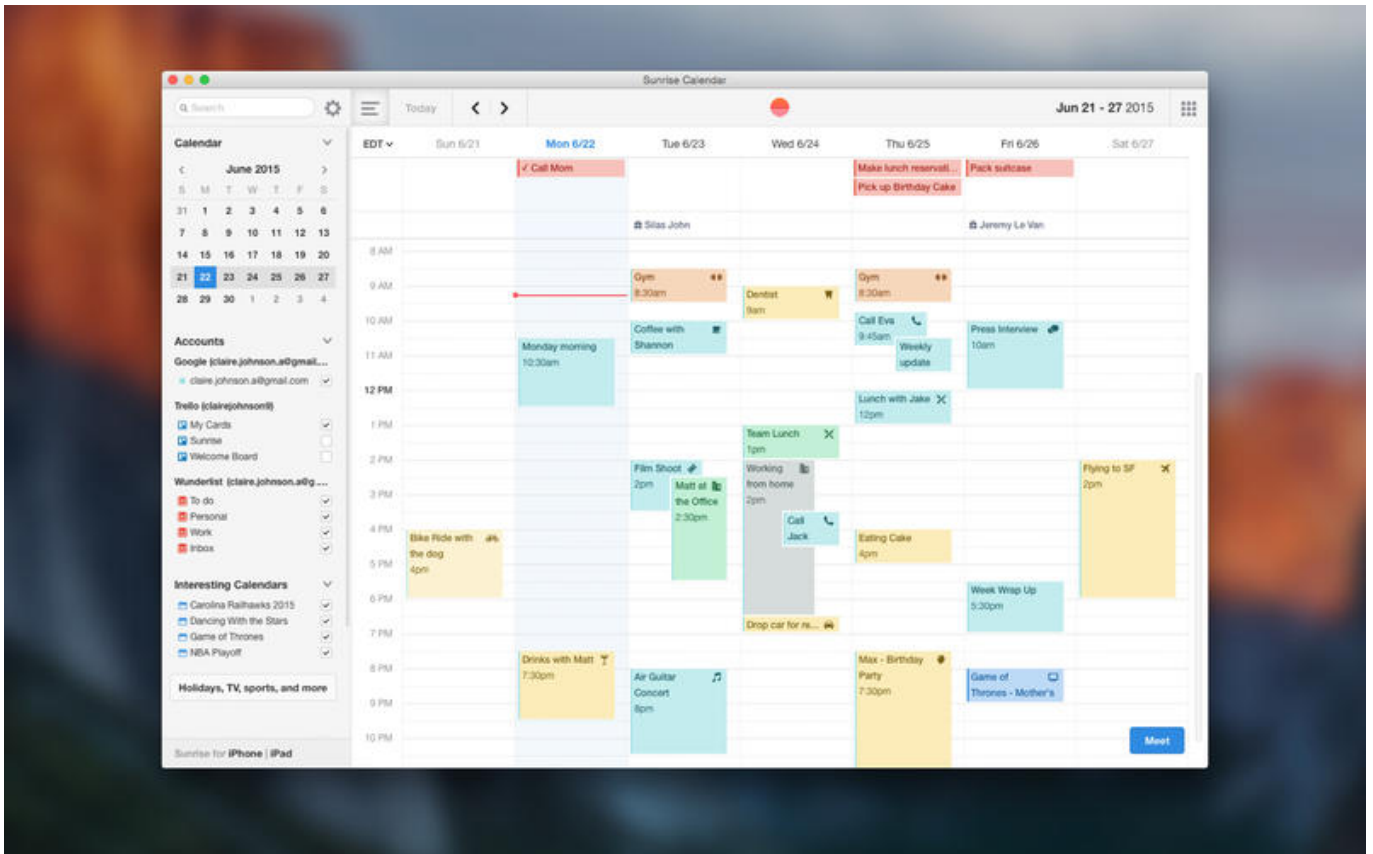 Sunrise Calendar
Search
Today
Jun 21 - 27 2015
Calendar
June 2015
S M T W T F S
31 1 2 3 4 5 6
7 8 9 10 11 12 13
14 15 16 17 18 19 20
21 22 23 24 25 26 27
28 29 30 1 2 3 4
Accounts
Google (claire.johnson.a@gmail....
claire.johnson.a@gmail.com
Trello (clairejohnson9)
My Cards
Sunrise
Welcome Board
Wunderlist (claire.johnson.a@g....
To do
Personal
Work
Inbox
Interesting Calendars
Carolina Railhawks 2015
Dancing With the Stars
Game of Thrones
NBA Playoff
Holidays, TV, sports, and more
Sunrise for iPhone | iPad
EDT Sun 6/21 Mon 6/22 Tue 6/23 Wed 6/24 Thu 6/25 Fri 6/26 Sat 6/27
✓ Call Mom
Make lunch reservati...
Pack suitcase
Pick up Birthday Cake
Silas John
Jeremy Le Van
8 AM
9 AM
10 AM
11 AM
12 PM
1 PM
2 PM
3 PM
4 PM
5 PM
6 PM
7 PM
8 PM
9 PM
10 PM
Bike Ride with
the dog
4pm
Monday morning
10:30am
Drinks with Matt
7:30pm
Gym
8:30am
Coffee with
Shannon
Film Shoot
2pm
Matt at
the Office
2:30pm
Air Guitar
Concert
8pm
Dentist
9am
Team Lunch
1pm
Working
from home
2pm
Call
Jack
Drop car for re...
Gym
8:30am
Call Eva
9:45am
Weekly
update
Lunch with Jake
12pm
Eating Cake
4pm
Max - Birthday
Party
7:30pm
Press Interview
10am
Week Wrap Up
5:30pm
Game of
Thrones - Mother's
Flying to SF
2pm
Meet